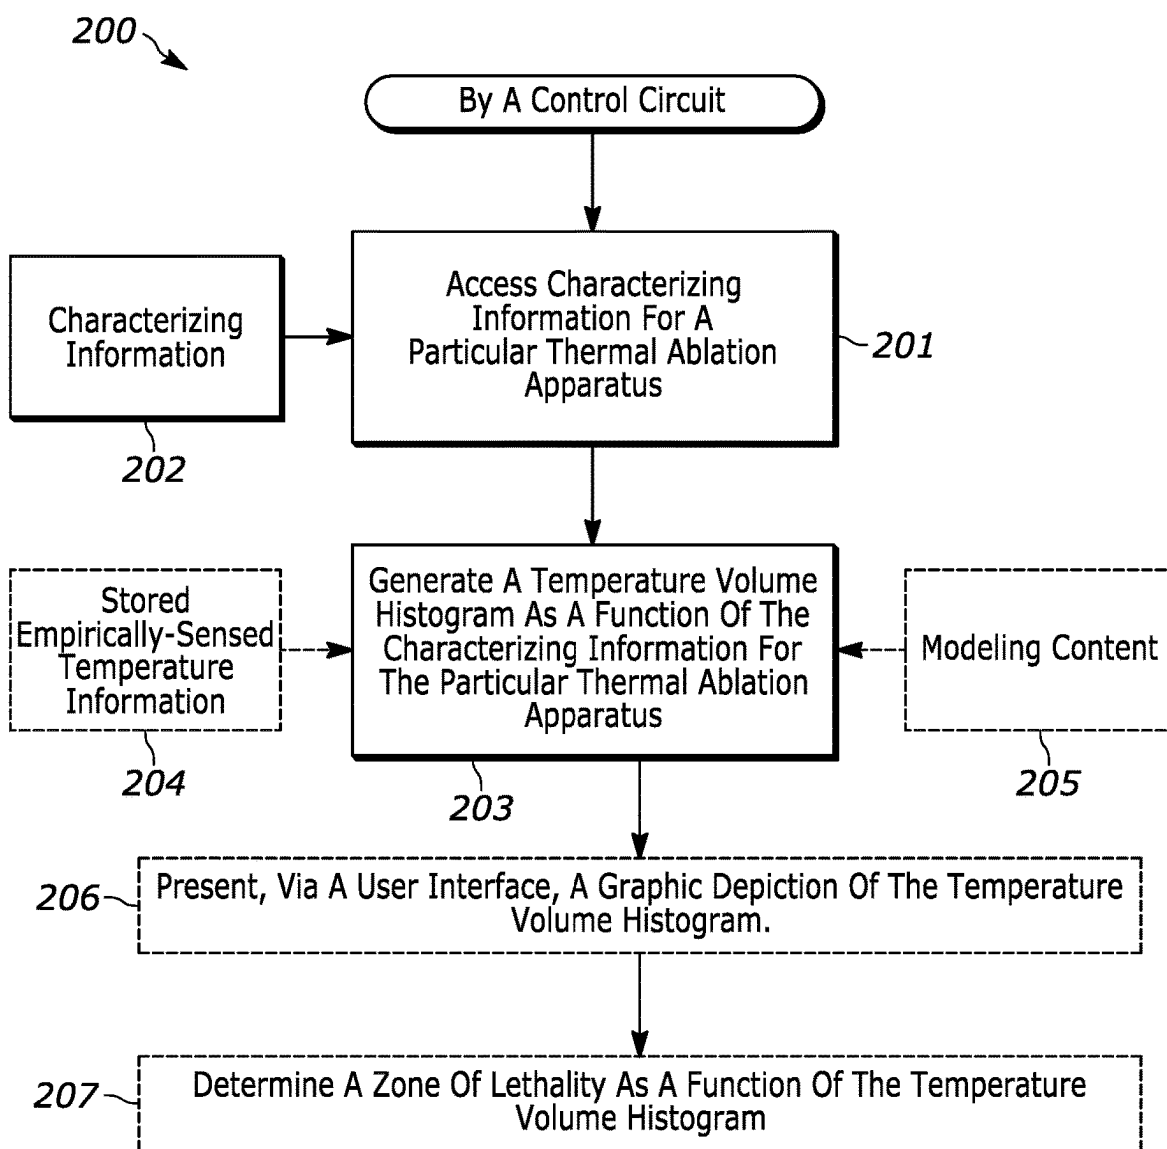 200
By A Control Circuit
Characterizing
Information
202
Access Characterizing
Information For A
Particular Thermal Ablation
Apparatus
201
Stored
Empirically-Sensed
Temperature
Information
204
Generate A Temperature Volume
Histogram As A Function Of The
Characterizing Information For
The Particular Thermal Ablation
Apparatus
203
Modeling Content
205
206
Present, Via A User Interface, A Graphic Depiction Of The Temperature
Volume Histogram.
207
Determine A Zone Of Lethality As A Function Of The Temperature
Volume Histogram